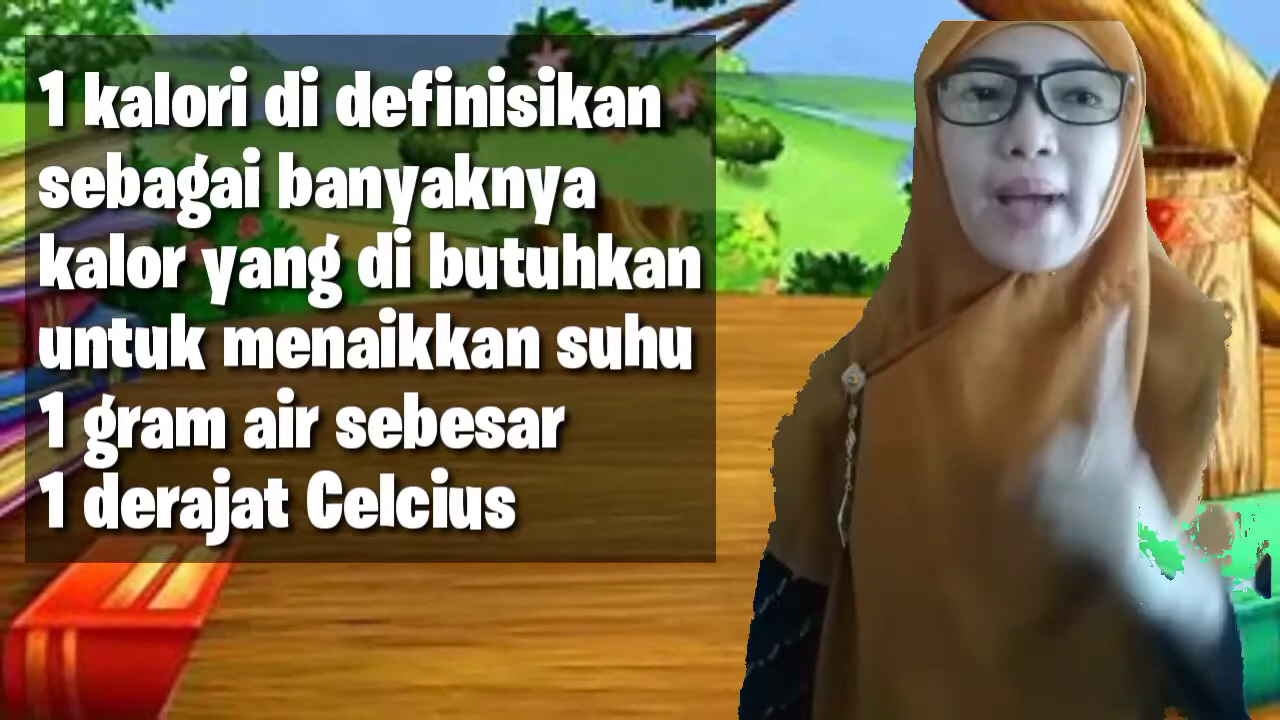 1 kalori di definisikan
sebagai banyaknya
kalor yang di butuhkan
untuk menaikkan suhu
1 gram air sebesar
1 derajat Celcius